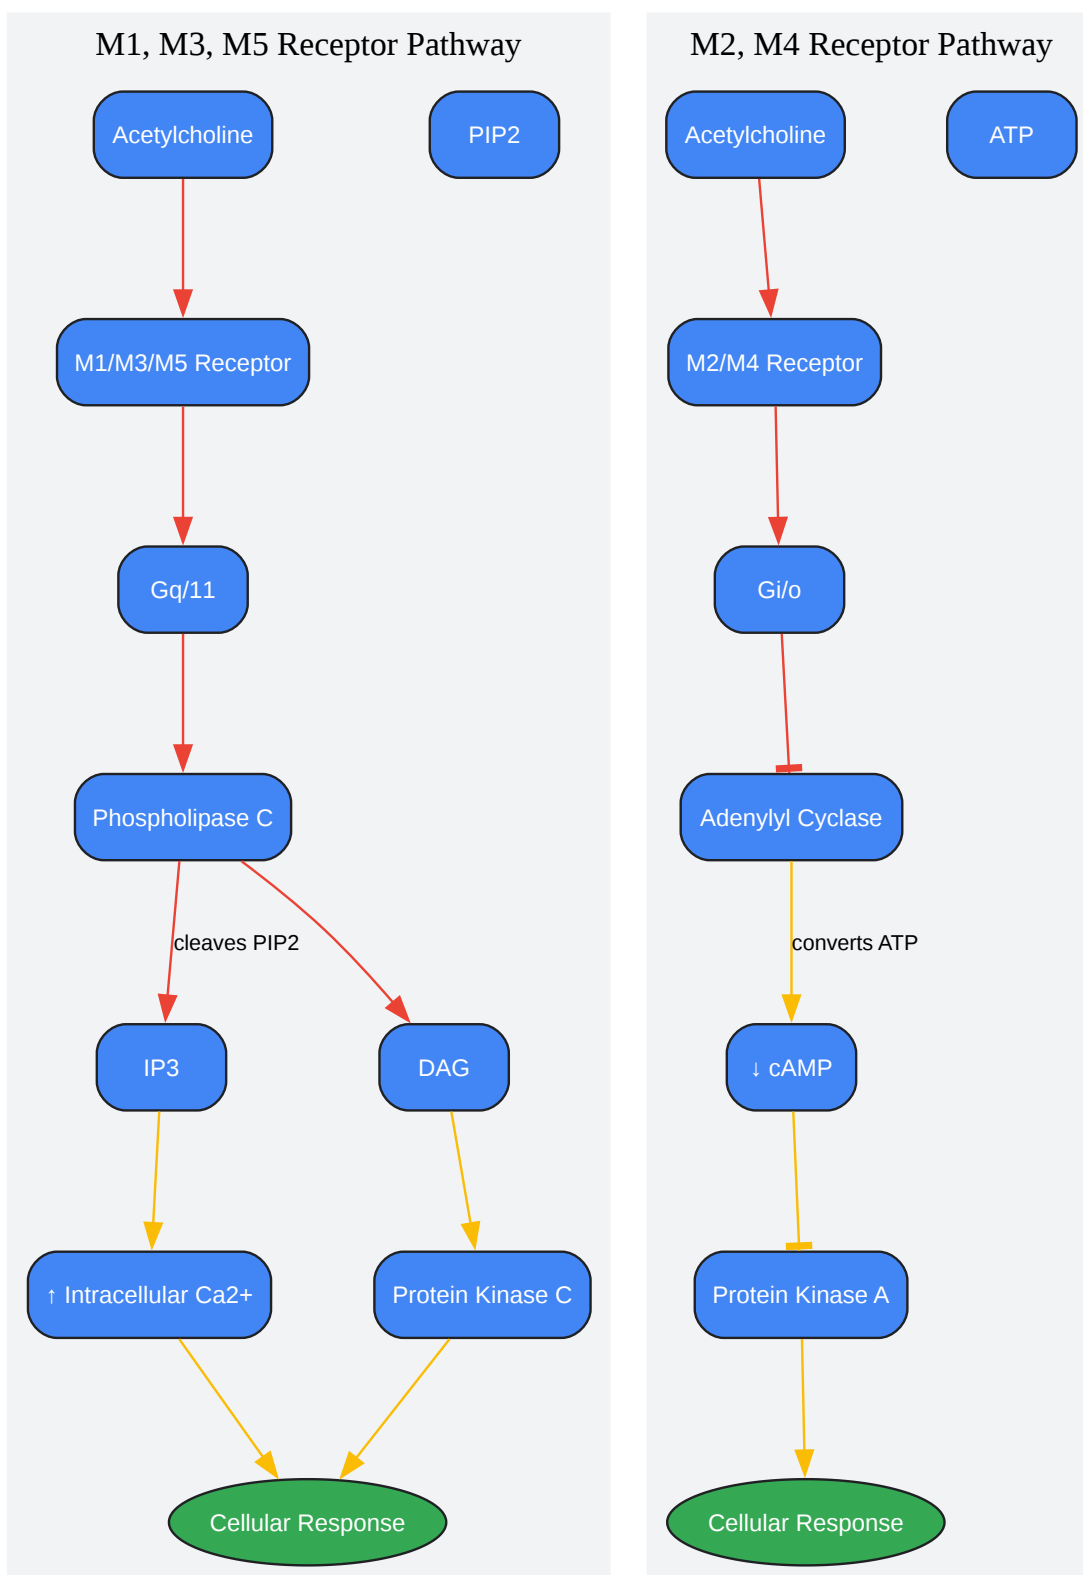 M1, M3, M5 Receptor Pathway
Acetylcholine
PIP2
M1/M3/M5 Receptor
Gq/11
Phospholipase C
cleaves PIP2
IP3
DAG
↑ Intracellular Ca2+
Protein Kinase C
Cellular Response
M2, M4 Receptor Pathway
Acetylcholine
ATP
M2/M4 Receptor
Gi/o
Adenylyl Cyclase
converts ATP
↓ cAMP
Protein Kinase A
Cellular Response